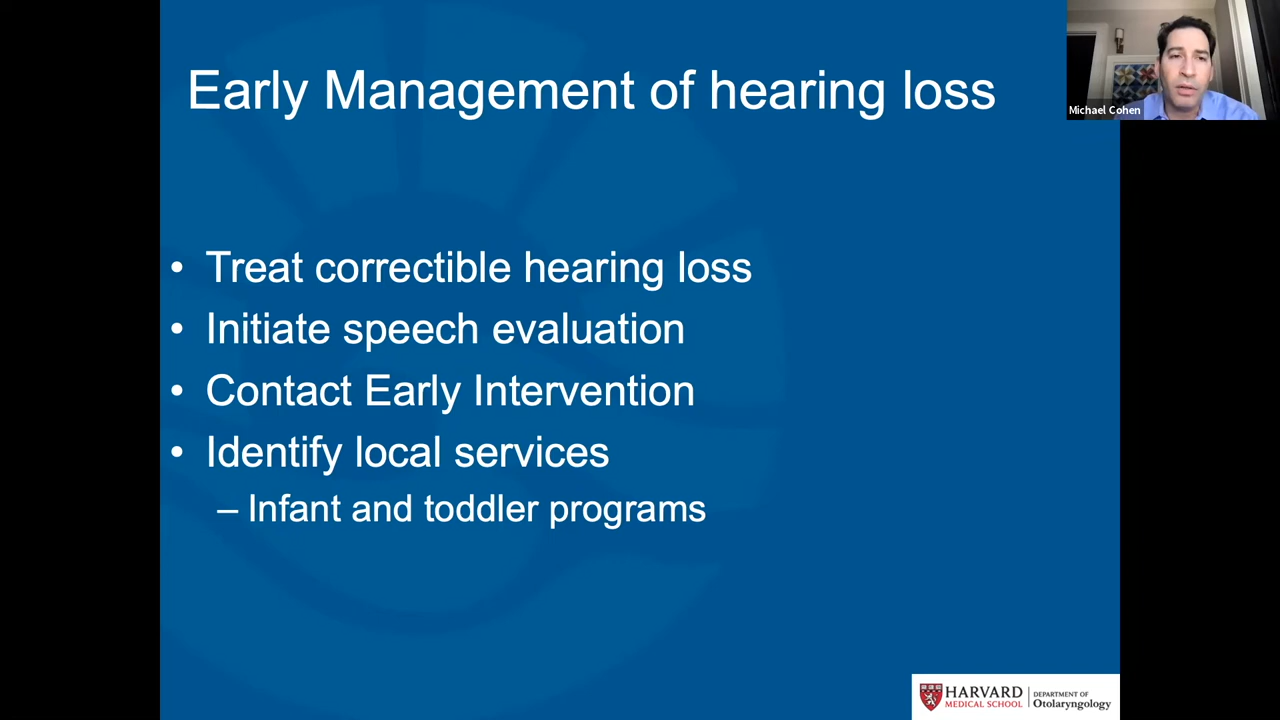 Early Management of hearing loss
Michael Cohen
• Treat correctible hearing loss
• Initiate speech evaluation
• Contact Early Intervention
• Identify local services
– Infant and toddler programs
HARVARD
MEDICAL SCHOOL
DEPARTMENT OF
Otolaryngology